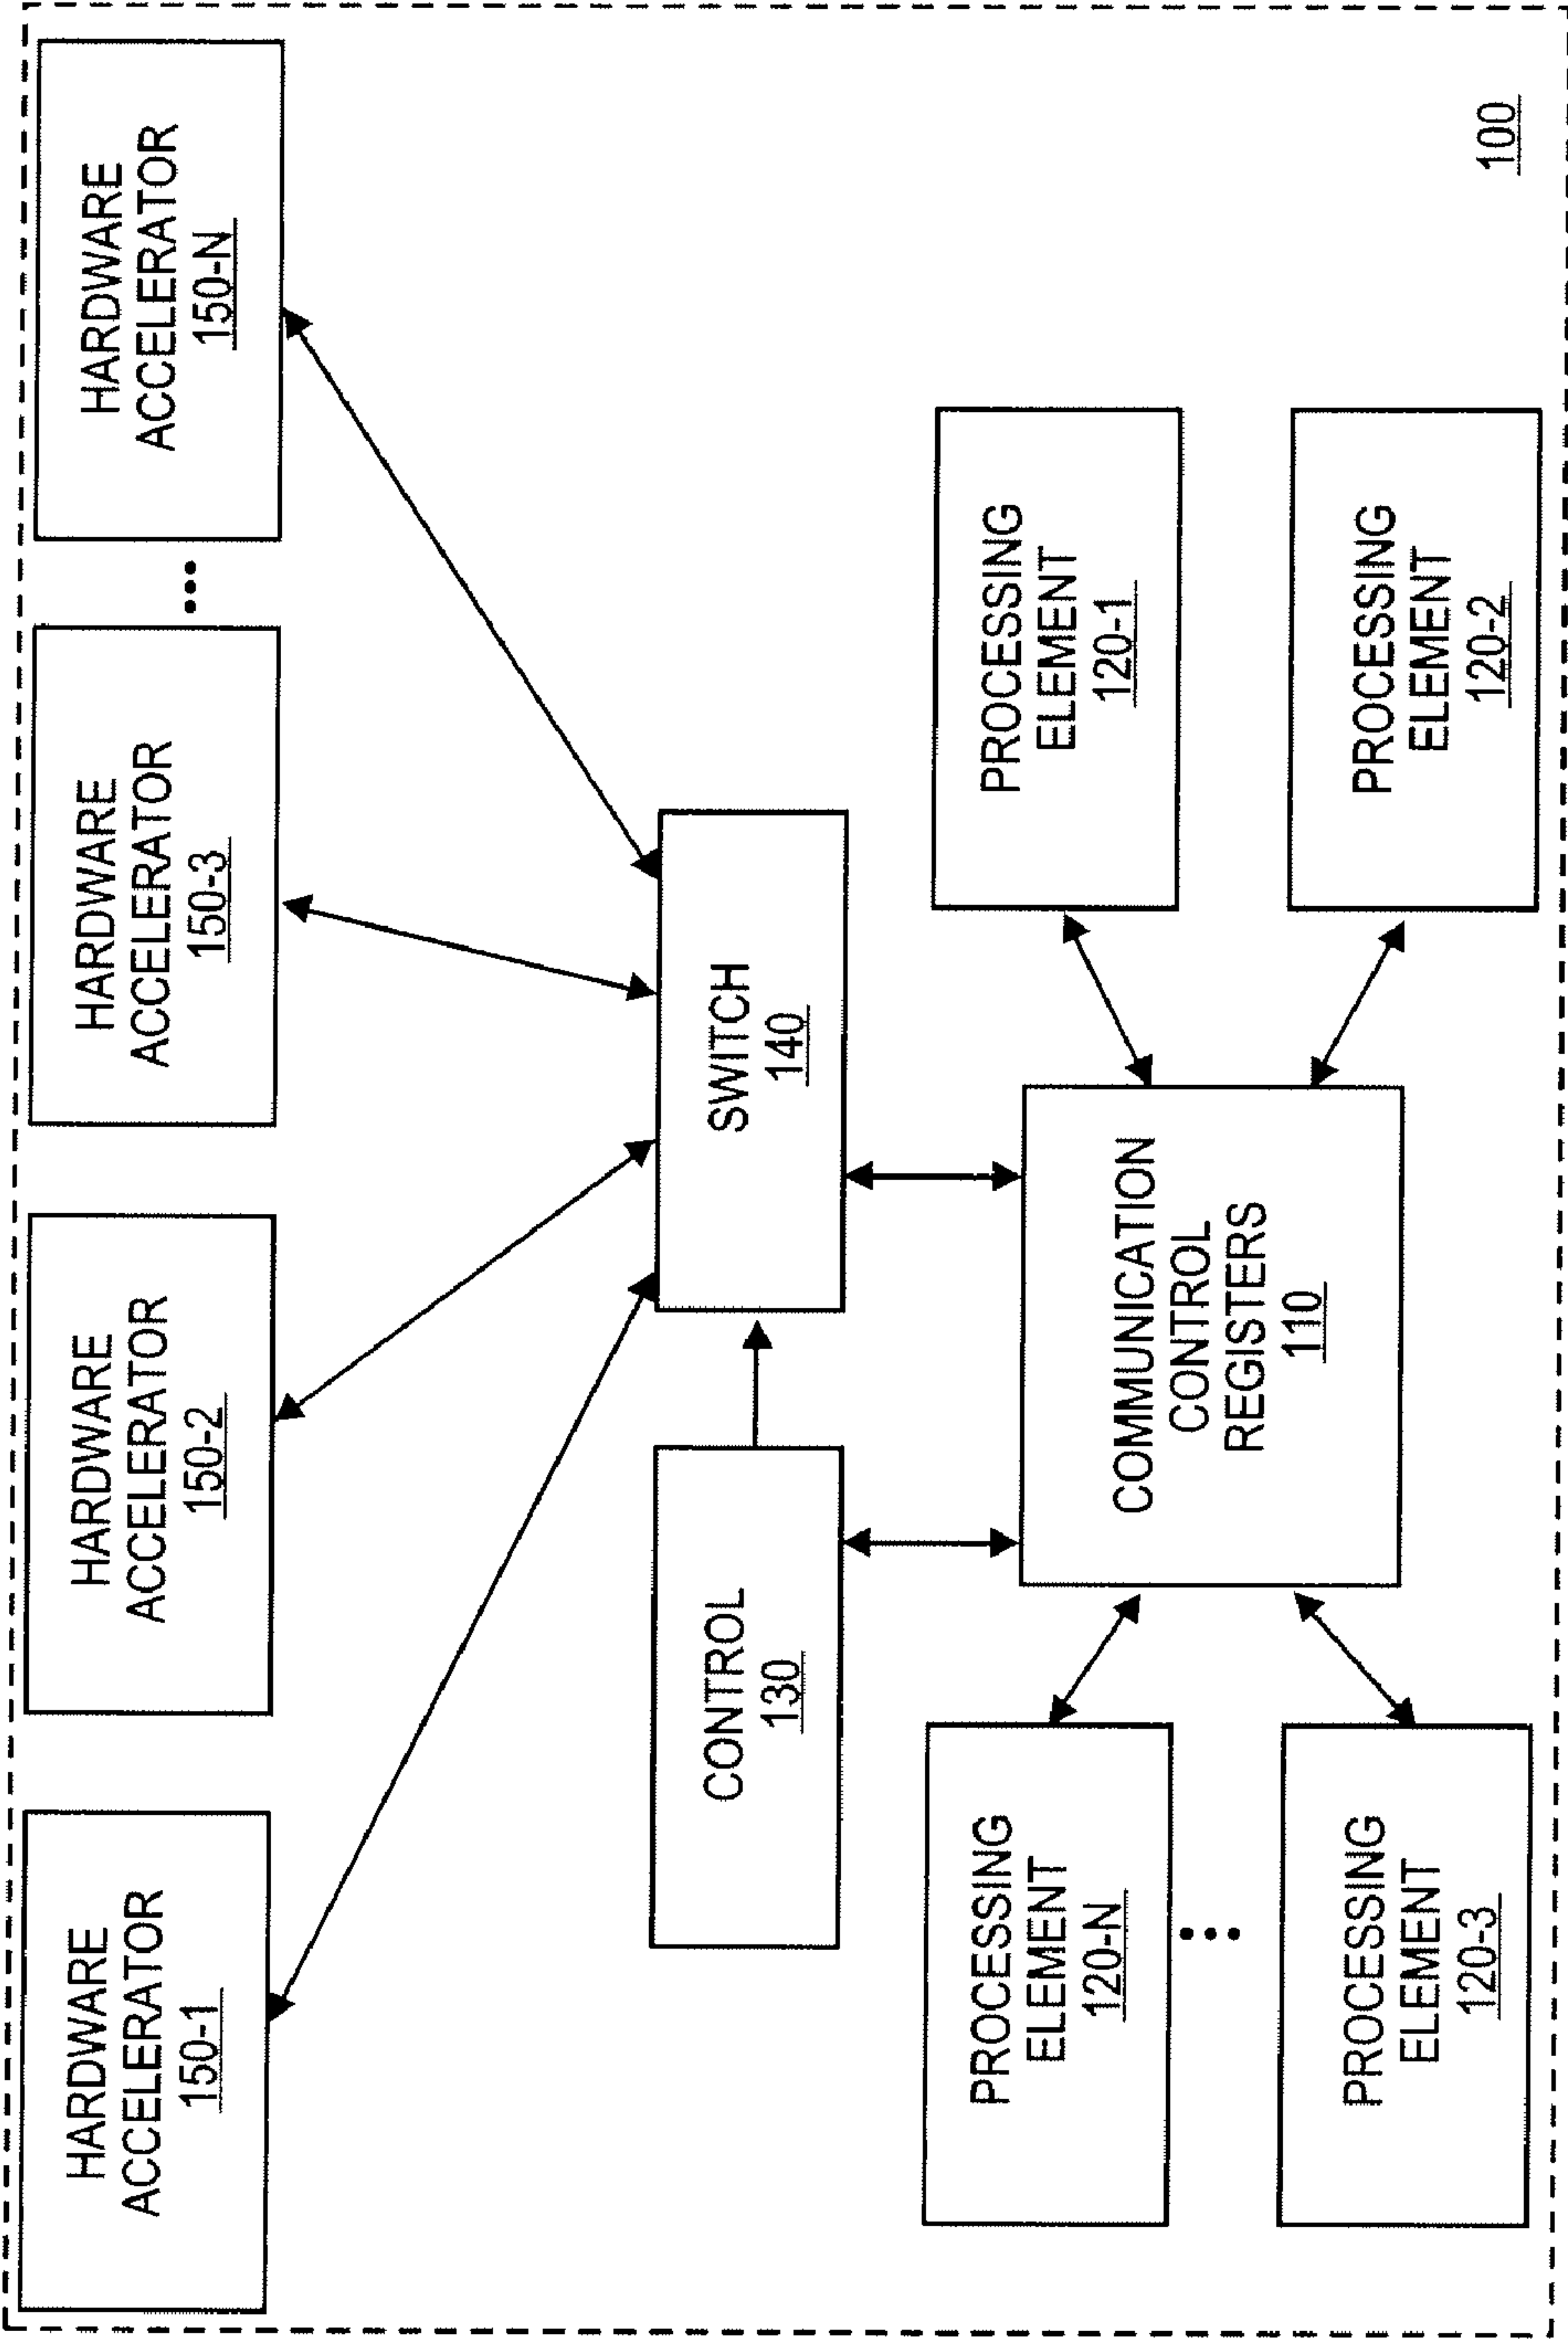 HARDWARE
ACCELERATOR
150-1
HARDWARE
ACCELERATOR
150-2
HARDWARE
ACCELERATOR
150-3
...
HARDWARE
ACCELERATOR
150-N
CONTROL
130
SWITCH
140
PROCESSING
ELEMENT
120-N
...
PROCESSING
ELEMENT
120-3
COMMUNICATION
CONTROL
REGISTERS
110
PROCESSING
ELEMENT
120-1
PROCESSING
ELEMENT
120-2
100